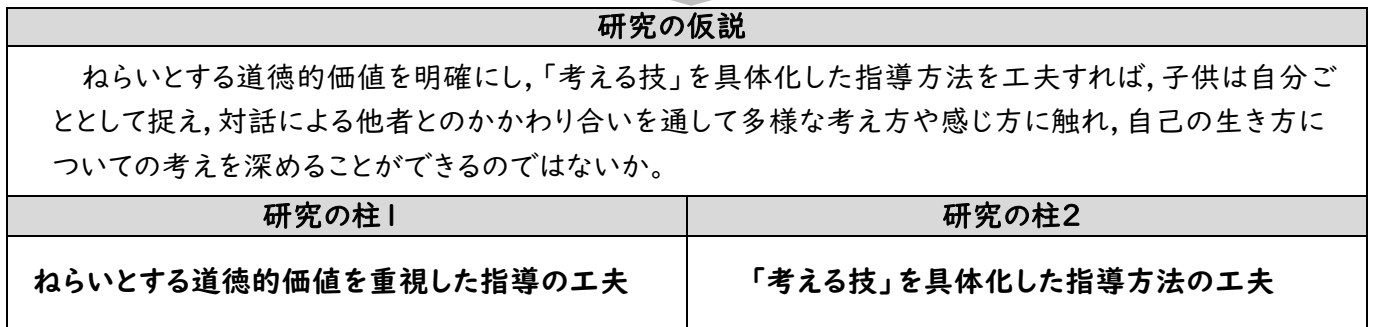 研究の仮説
ねらいとする道徳的価値を明確にし,「考える技」を具体化した指導方法を工夫すれば,子供は自分ご
ととして捉え,対話による他者とのかかわり合いを通して多様な考え方や感じ方に触れ,自己の生き方に
ついての考えを深めることができるのではないか。
研究の柱1
研究の柱2
ねらいとする道徳的価値を重視した指導の工夫
「考える技」を具体化した指導方法の工夫